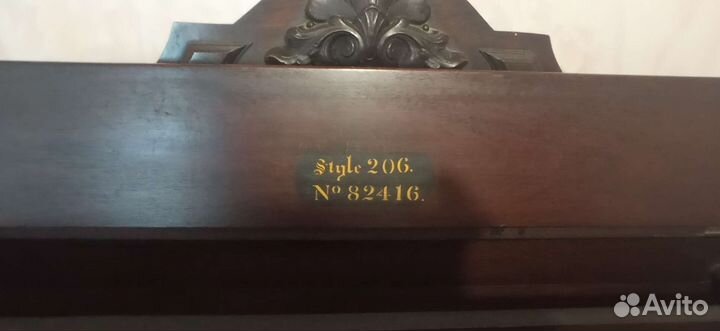 Style 206.
Nº 82416.
Avito